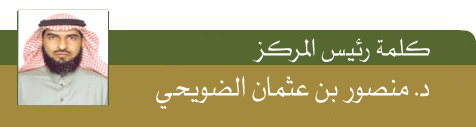 كلمة رئيس المركز
د. منصور بن عثمان الضويحي